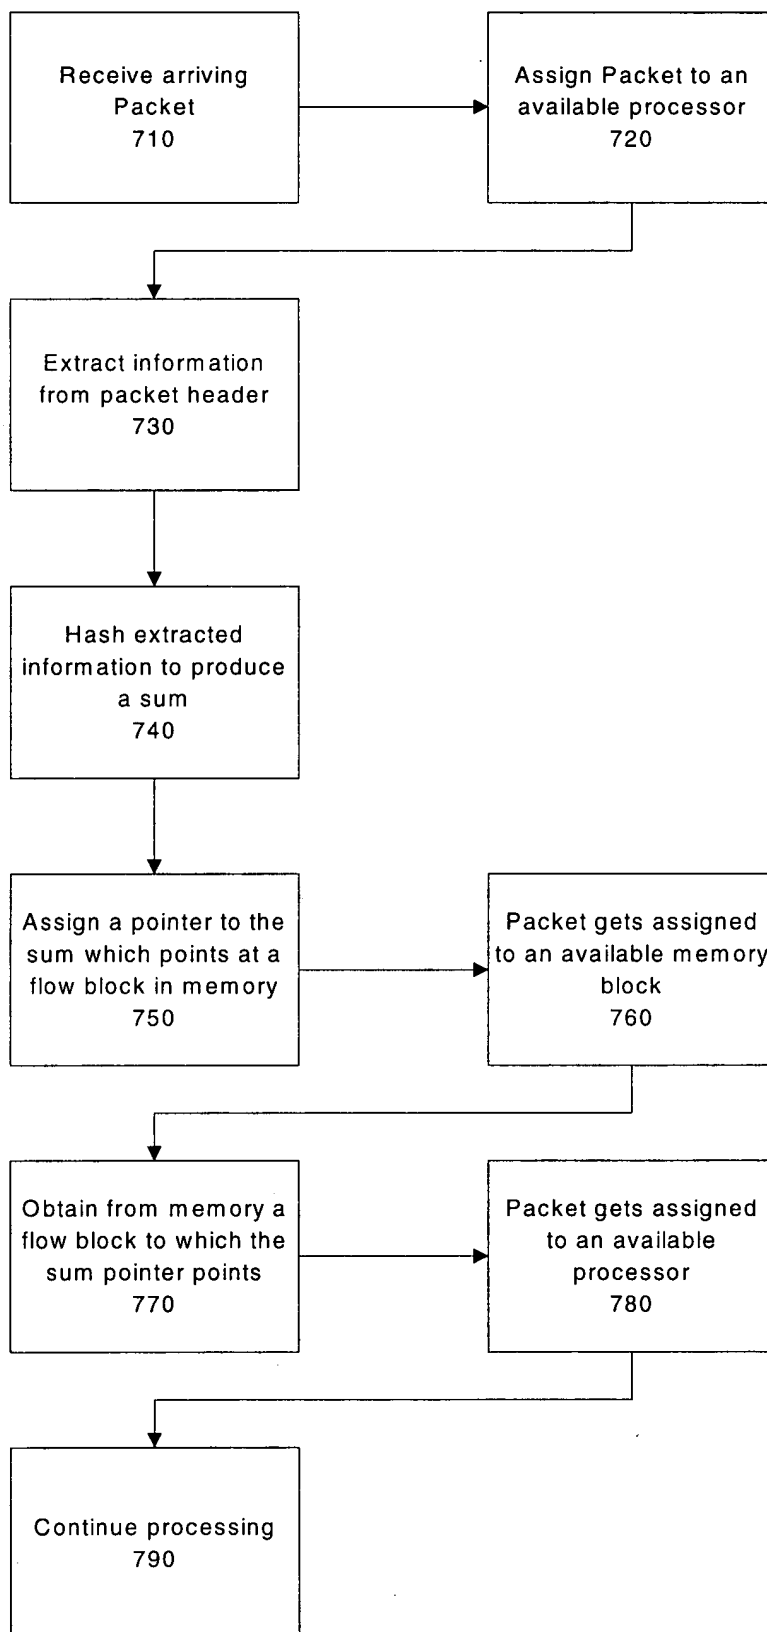 Receive arriving
Packet
710
Assign Packet to an
available processor
720
Extract information
from packet header
730
Hash extracted
information to produce
a sum
740
Assign a pointer to the
sum which points at a
flow block in memory
750
Packet gets assigned
to an available memory
block
760
Obtain from memory a
flow block to which the
sum pointer points
770
Packet gets assigned
to an available
processor
780
Continue processing
790